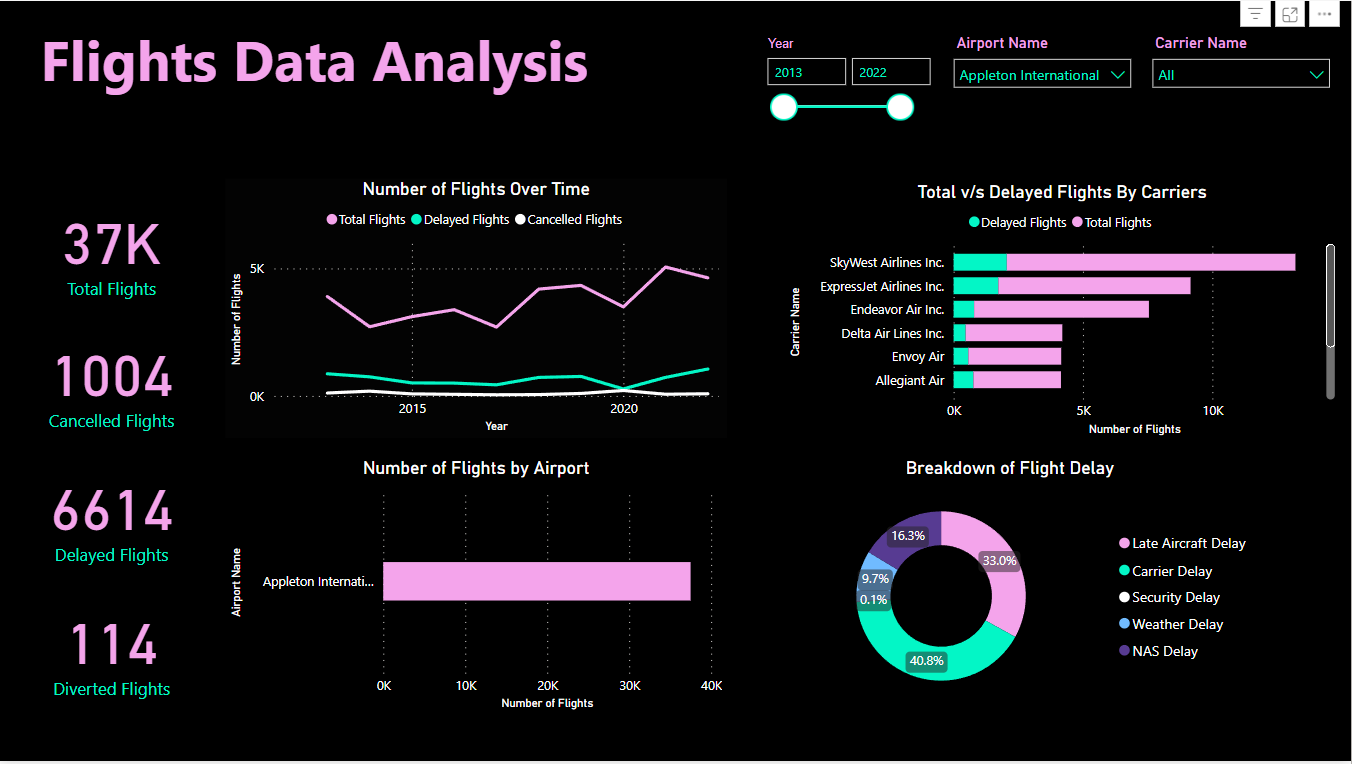 Flights Data Analysis
Year
2013
2022
Airport Name
Appleton International
Carrier Name
All
37K
Total Flights
1004
Cancelled Flights
6614
Delayed Flights
114
Diverted Flights
Number of Flights Over Time
Total Flights Delayed Flights Cancelled Flights
Number of Flights
5K
0K
2015 2020
Year
Total v/s Delayed Flights By Carriers
Delayed Flights Total Flights
Carrier Name
SkyWest Airlines Inc.
ExpressJet Airlines Inc.
Endeavor Air Inc.
Delta Air Lines Inc.
Envoy Air
Allegiant Air
0K 5K 10K
Number of Flights
Number of Flights by Airport
Airport Name
Appleton Internati...
0K 10K 20K 30K 40K
Number of Flights
Breakdown of Flight Delay
16.3%
33.0%
9.7%
0.1%
40.8%
Late Aircraft Delay
Carrier Delay
Security Delay
Weather Delay
NAS Delay